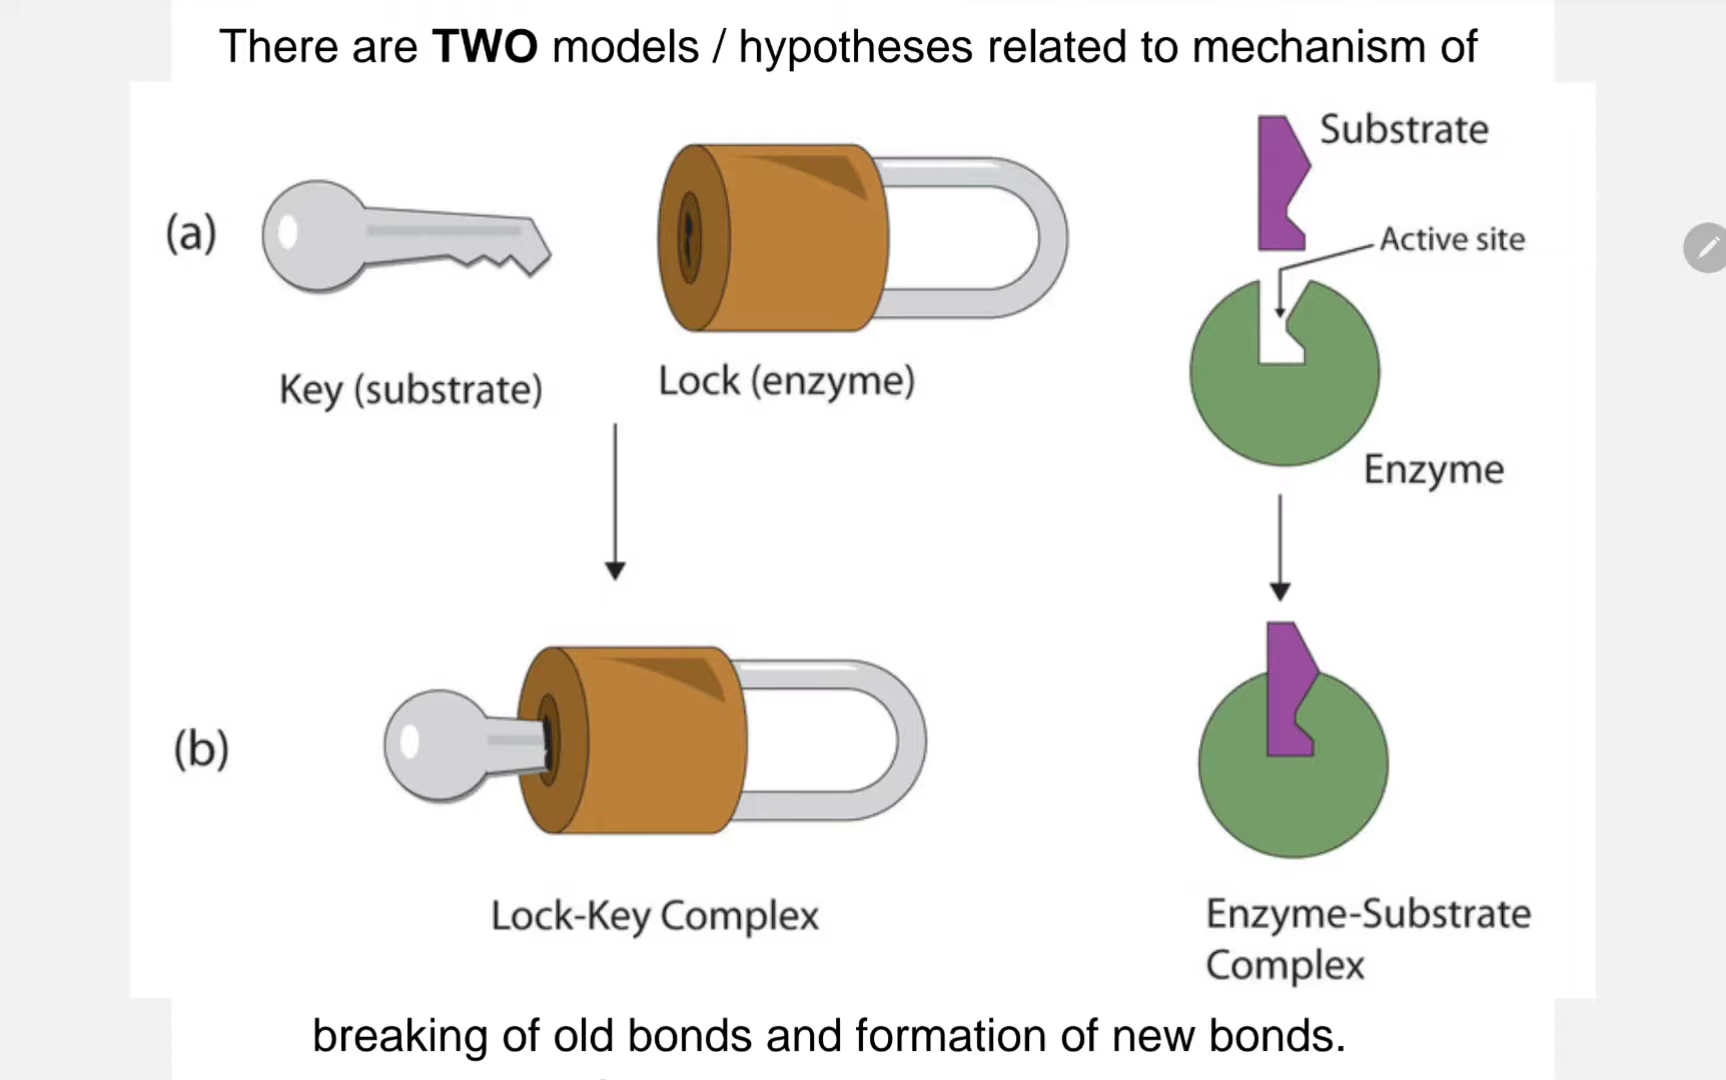 There are TWO models / hypotheses related to mechanism of
Substrate
(a)
Active site
Key (substrate)
Lock (enzyme)
Enzyme
(b)
Lock-Key Complex
Enzyme-Substrate
Complex
breaking of old bonds and formation of new bonds.